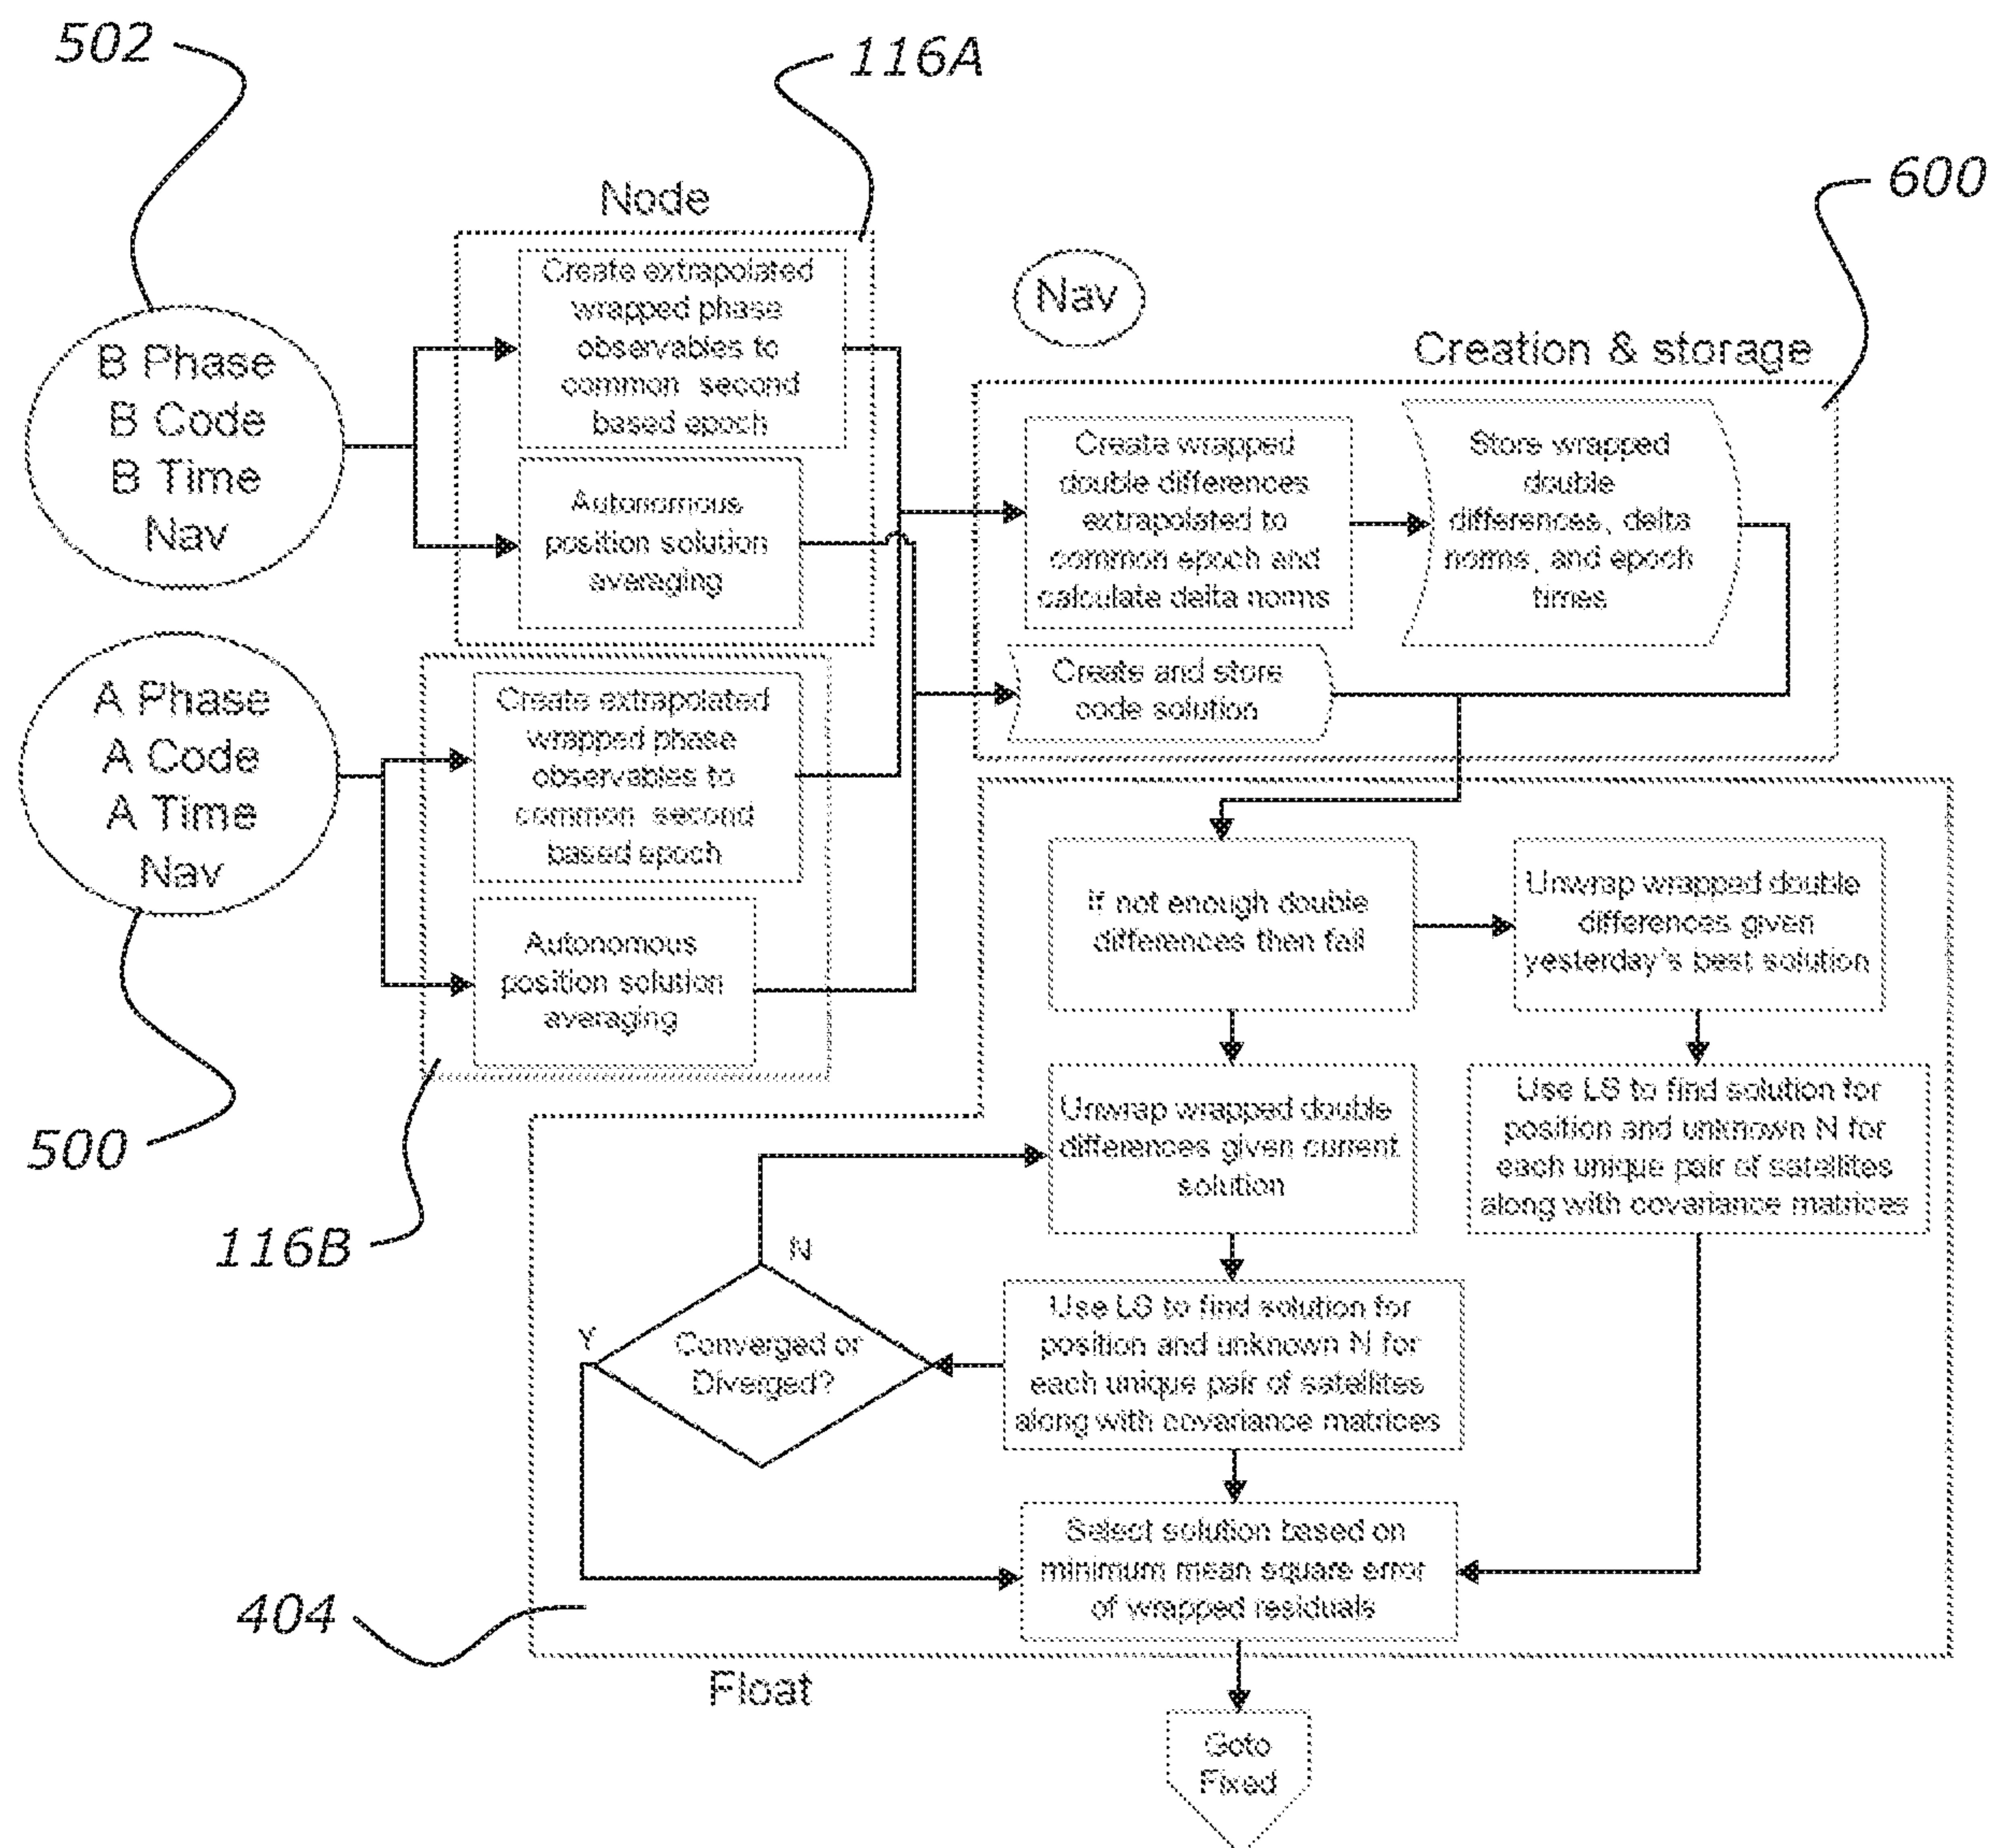 502
116A
600
Node
Nav
Creation & storage
B Phase
B Code
B Time
Nav
Create extrapolated
wrapped phase
observables to
common second
based epoch
Autonomous
position solution
averaging
Create wrapped
double differences
extrapolated to
common epoch and
calculate delta norms
Store wrapped
double
differences, delta
norms, and epoch
times
Create and store
code solution
A Phase
A Code
A Time
Nav
Create extrapolated
wrapped phase
observables to
common second
based epoch
Autonomous
position solution
averaging
500
116B
If not enough double
differences then fail
Unwrap wrapped double
differences given
yesterday's best solution
Unwrap wrapped double
differences given current
solution
Use LS to find solution for
position and unknown N for
each unique pair of satellites
along with covariance matrices
N
Y
Converged or
Diverged?
Use LS to find solution for
position and unknown N for
each unique pair of satellites
along with covariance matrices
Select solution based on
minimum mean square error
of wrapped residuals
404
Float
Goto
Fixed